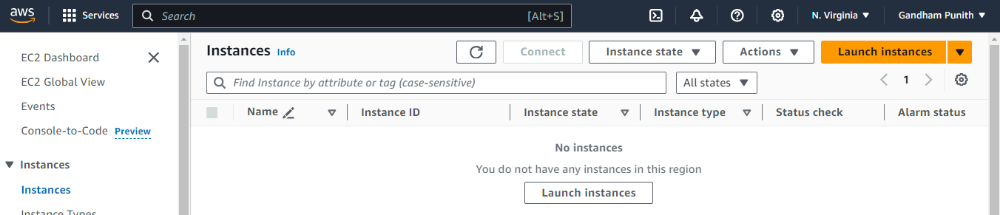 aws Services Search [Alt+S] N. Virginia Gandham Punith
EC2 Dashboard
EC2 Global View
Events
Console-to-Code Preview
Instances
Instances
Instance Types
Instances Info Connect Instance state Actions Launch instances
Find Instance by attribute or tag (case-sensitive) All states 1
Name Instance ID Instance state Instance type Status check Alarm status
No instances
You do not have any instances in this region
Launch instances